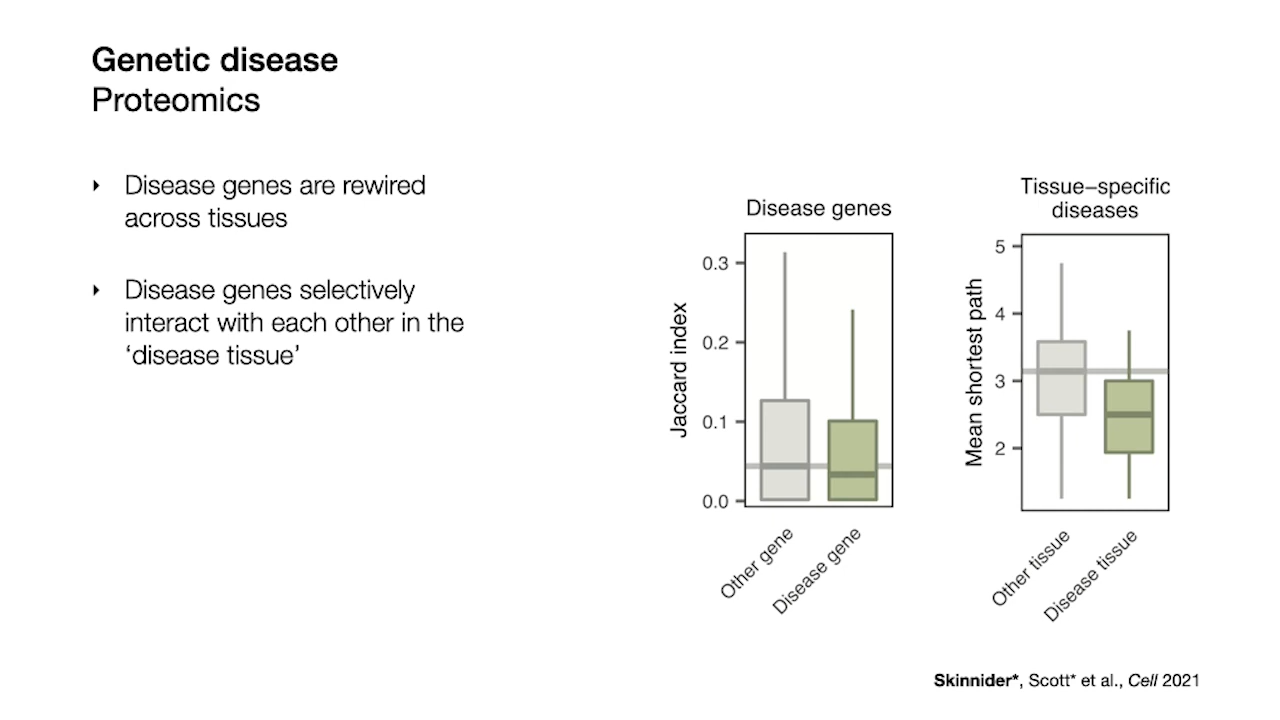 Genetic disease
Proteomics
‣ Disease genes are rewired
across tissues
‣ Disease genes selectively
interact with each other in the
‘disease tissue’
Disease genes
Jaccard index
0.3
0.2
0.1
0.0
Other gene
Disease gene
Tissue–specific
diseases
Mean shortest path
5
4
3
2
Other tissue
Disease tissue
Skinnider*, Scott* et al., Cell 2021